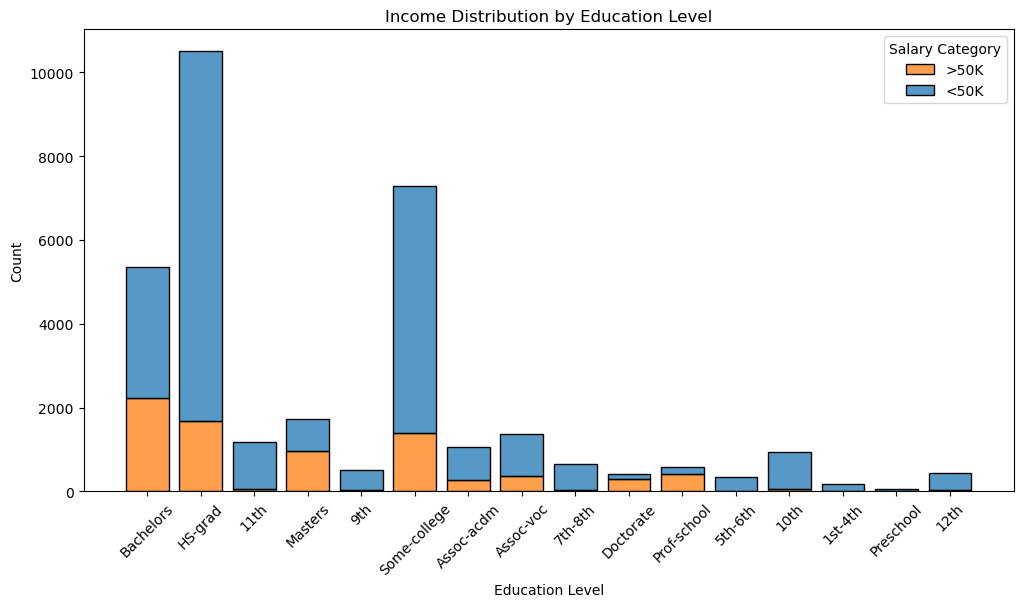 Income Distribution by Education Level
Salary Category
>50K
<50K
Count
10000
8000
6000
4000
2000
0
Bachelors
HS-grad
11th
Masters
9th
Some-college
Assoc-acdm
Assoc-voc
7th-8th
Doctorate
Prof-school
5th-6th
10th
1st-4th
Preschool
12th
Education Level